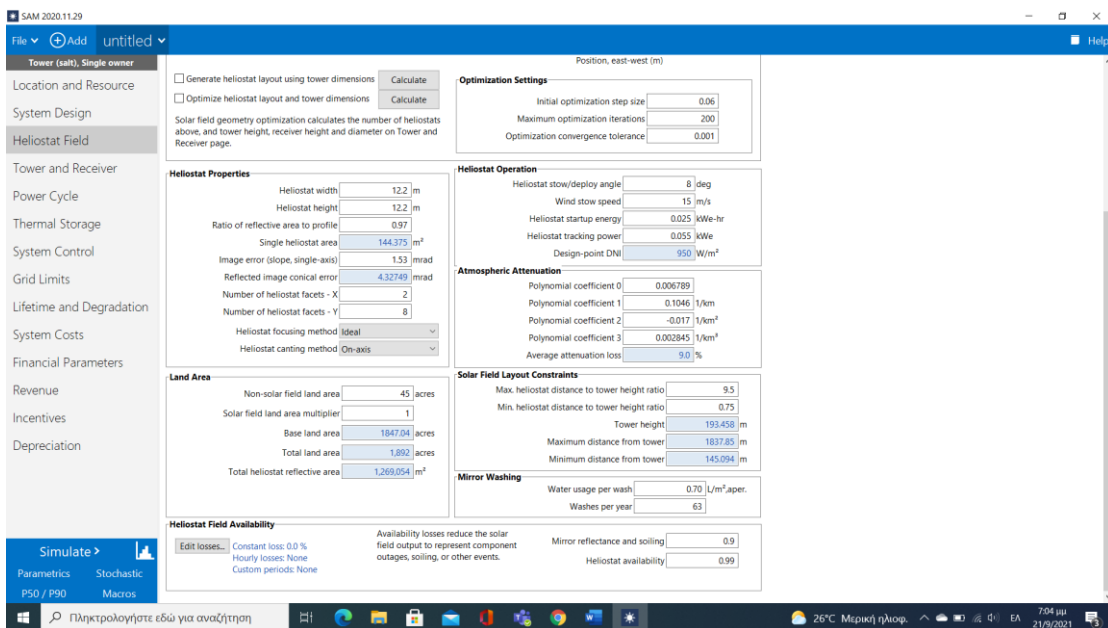 SAM 2020.11.29
File Add untitled Help
Tower (salt), Single owner
Location and Resource
System Design
Heliostat Field
Tower and Receiver
Power Cycle
Thermal Storage
System Control
Grid Limits
Lifetime and Degradation
System Costs
Financial Parameters
Revenue
Incentives
Depreciation
Simulate >
Parametrics Stochastic
P50 / P90 Macros
Position, east-west (m)
Generate heliostat layout using tower dimensions Calculate
Optimize heliostat layout and tower dimensions Calculate
Solar field geometry optimization calculates the number of heliostats
above, and tower height, receiver height and diameter on Tower and
Receiver page.
Optimization Settings
Initial optimization step size 0.06
Maximum optimization iterations 200
Optimization convergence tolerance 0.001
Heliostat Properties
Heliostat width 12.2 m
Heliostat height 12.2 m
Ratio of reflective area to profile 0.97
Single heliostat area 144.375 m²
Image error (slope, single-axis) 1.53 mrad
Reflected image conical error 4.32749 mrad
Number of heliostat facets - X 2
Number of heliostat facets - Y 8
Heliostat focusing method Ideal
Heliostat canting method On-axis
Heliostat Operation
Heliostat stow/deploy angle 8 deg
Wind stow speed 15 m/s
Heliostat startup energy 0.025 kWe-hr
Heliostat tracking power 0.055 kWe
Design-point DNI 950 W/m²
Atmospheric Attenuation
Polynomial coefficient 0 0.006789
Polynomial coefficient 1 0.1046 1/km
Polynomial coefficient 2 -0.017 1/km²
Polynomial coefficient 3 0.002845 1/km³
Average attenuation loss 9.0 %
Land Area
Non-solar field land area 45 acres
Solar field land area multiplier 1
Base land area 1847.04 acres
Total land area 1,892 acres
Total heliostat reflective area 1,269,054 m²
Solar Field Layout Constraints
Max. heliostat distance to tower height ratio 9.5
Min. heliostat distance to tower height ratio 0.75
Tower height 193.458 m
Maximum distance from tower 1837.85 m
Minimum distance from tower 145.094 m
Mirror Washing
Water usage per wash 0.70 L/m²,aper.
Washes per year 63
Heliostat Field Availability
Edit losses... Constant loss: 0.0 %
Hourly losses: None
Custom periods: None
Availability losses reduce the solar
field output to represent component
outages, soiling, or other events.
Mirror reflectance and soiling 0.9
Heliostat availability 0.99
Πληκτρολογήστε εδώ για αναζήτηση
26°C Μερική ηλιοφ. ΕΛ 7:04 μμ
21/9/2021